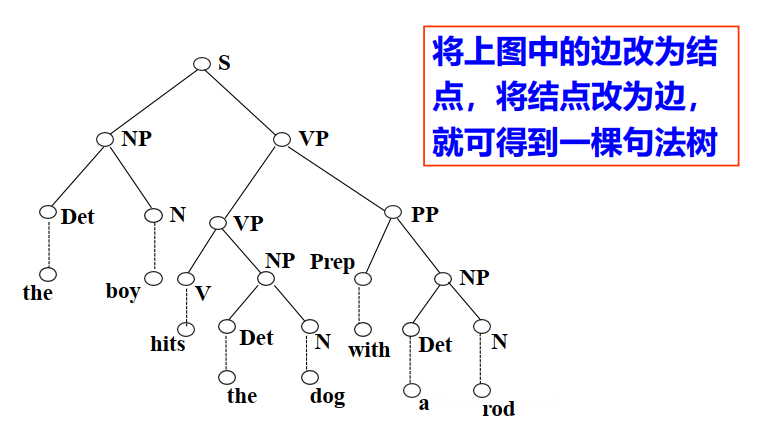 将上图中的边改为结
点，将结点改为边，
就可得到一棵句法树
S
NP VP
Det N VP PP
NP Prep NP
the boy V
hits Det N with Det N
the dog a rod